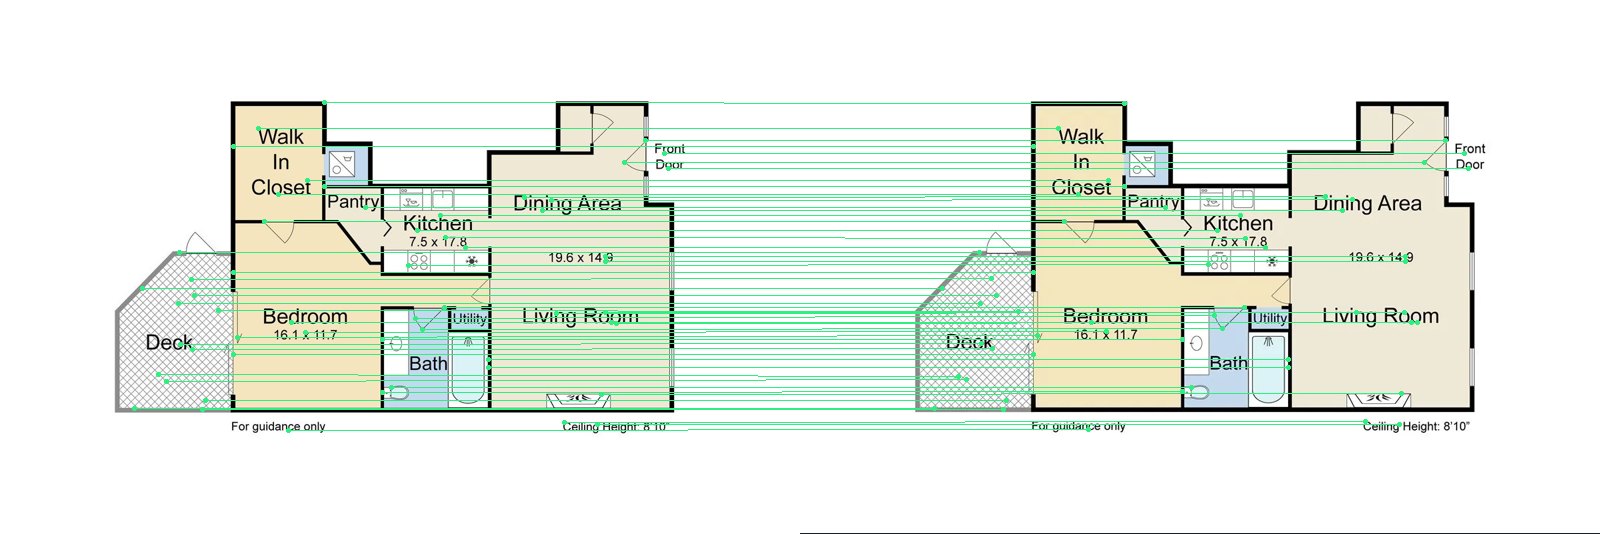 Walk
In
Closet
Front
Door
Pantry
Dining Area
Kitchen
7.5 x 17.8
19.6 x 14.9
Bedroom
16.1 x 11.7
Utility
Living Room
Deck
Bath
For guidance only
Ceiling Height: 8'10"
Walk
In
Closet
Front
Door
Pantry
Dining Area
Kitchen
7.5 x 17.8
19.6 x 14.9
Bedroom
16.1 x 11.7
Utility
Living Room
Deck
Bath
For guidance only
Ceiling Height: 8'10"